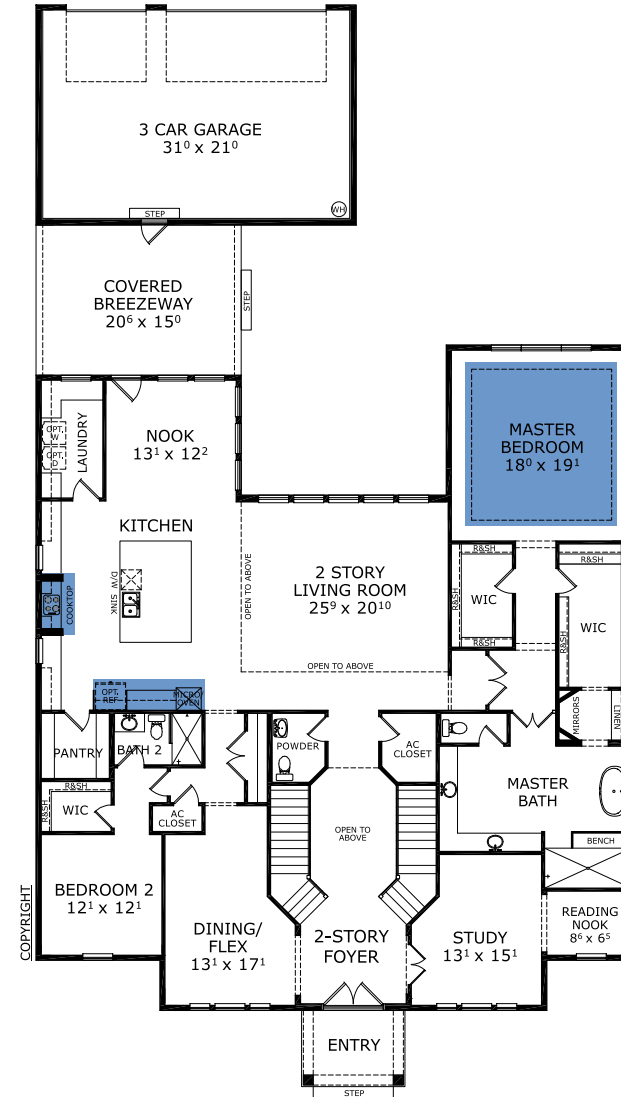 3 CAR GARAGE
31⁰ x 21⁰
STEP
WH
COVERED
BREEZEWAY
20⁶ x 15⁰
STEP
NOOK
13¹ x 12²
LAUNDRY
OPT.
W
OPT.
D
MASTER
BEDROOM
18⁰ x 19¹
KITCHEN
D/W
SINK
COOKTOP
OPEN TO ABOVE
2 STORY
LIVING ROOM
25⁹ x 20¹⁰
OPEN TO ABOVE
R&SH
R&SH
WIC
R&SH
R&SH
R&SH
WIC
OPT.
REF
MICRO/
OVEN
MIRRORS
LINEN
PANTRY
BATH 2
POWDER
AC
CLOSET
R&SH
R&SH
WIC
AC
CLOSET
OPEN TO
ABOVE
MASTER
BATH
BENCH
BEDROOM 2
12¹ x 12¹
DINING/
FLEX
13¹ x 17¹
2-STORY
FOYER
STUDY
13¹ x 15¹
READING
NOOK
8⁶ x 6⁵
COPYRIGHT
ENTRY
STEP